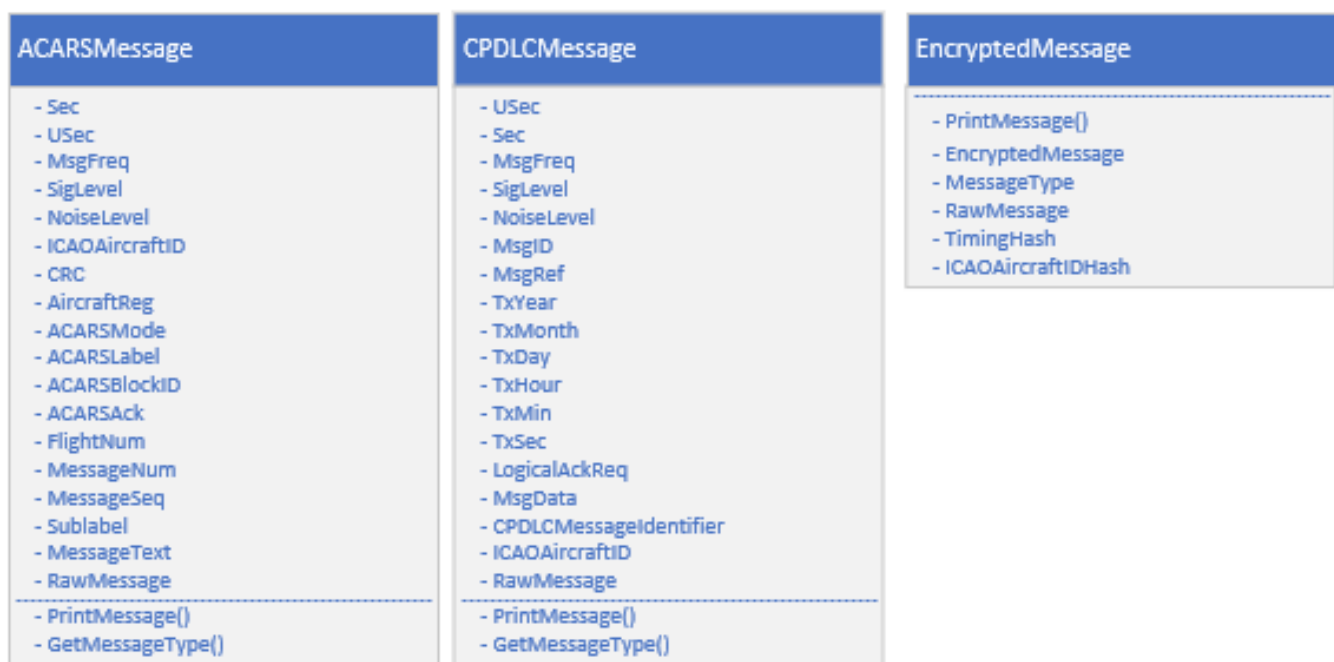 ACARSMessage
- Sec
- USec
- MsgFreq
- SigLevel
- NoiseLevel
- ICAOAircraftID
- CRC
- AircraftReg
- ACARSMode
- ACARSLabel
- ACARSBlockID
- ACARSAck
- FlightNum
- MessageNum
- MessageSeq
- Sublabel
- MessageText
- RawMessage
- PrintMessage()
- GetMessageType()
CPDLCMessage
- USec
- Sec
- MsgFreq
- SigLevel
- NoiseLevel
- MsgID
- MsgRef
- TxYear
- TxMonth
- TxDay
- TxHour
- TxMin
- TxSec
- LogicalAckReq
- MsgData
- CPDLCMessageIdentifier
- ICAOAircraftID
- RawMessage
- PrintMessage()
- GetMessageType()
EncryptedMessage
- PrintMessage()
- EncryptedMessage
- MessageType
- RawMessage
- TimingHash
- ICAOAircraftIDHash